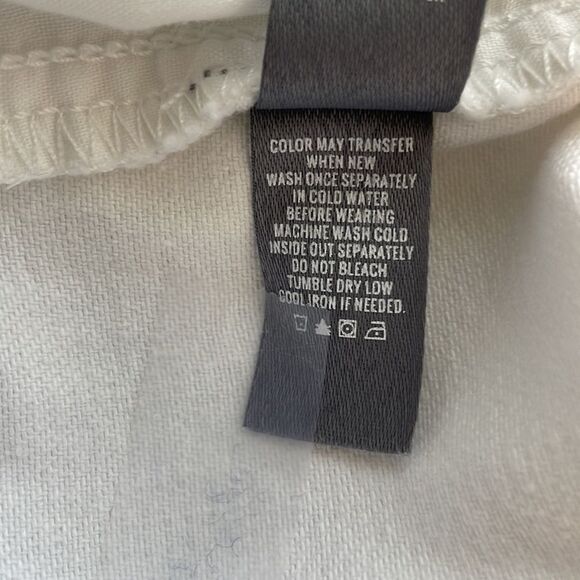 COLOR MAY TRANSFER
WHEN NEW
WASH ONCE SEPARATELY
IN COLD WATER
BEFORE WEARING
MACHINE WASH COLD
INSIDE OUT SEPARATELY
DO NOT BLEACH
TUMBLE DRY LOW
COOL IRON IF NEEDED.